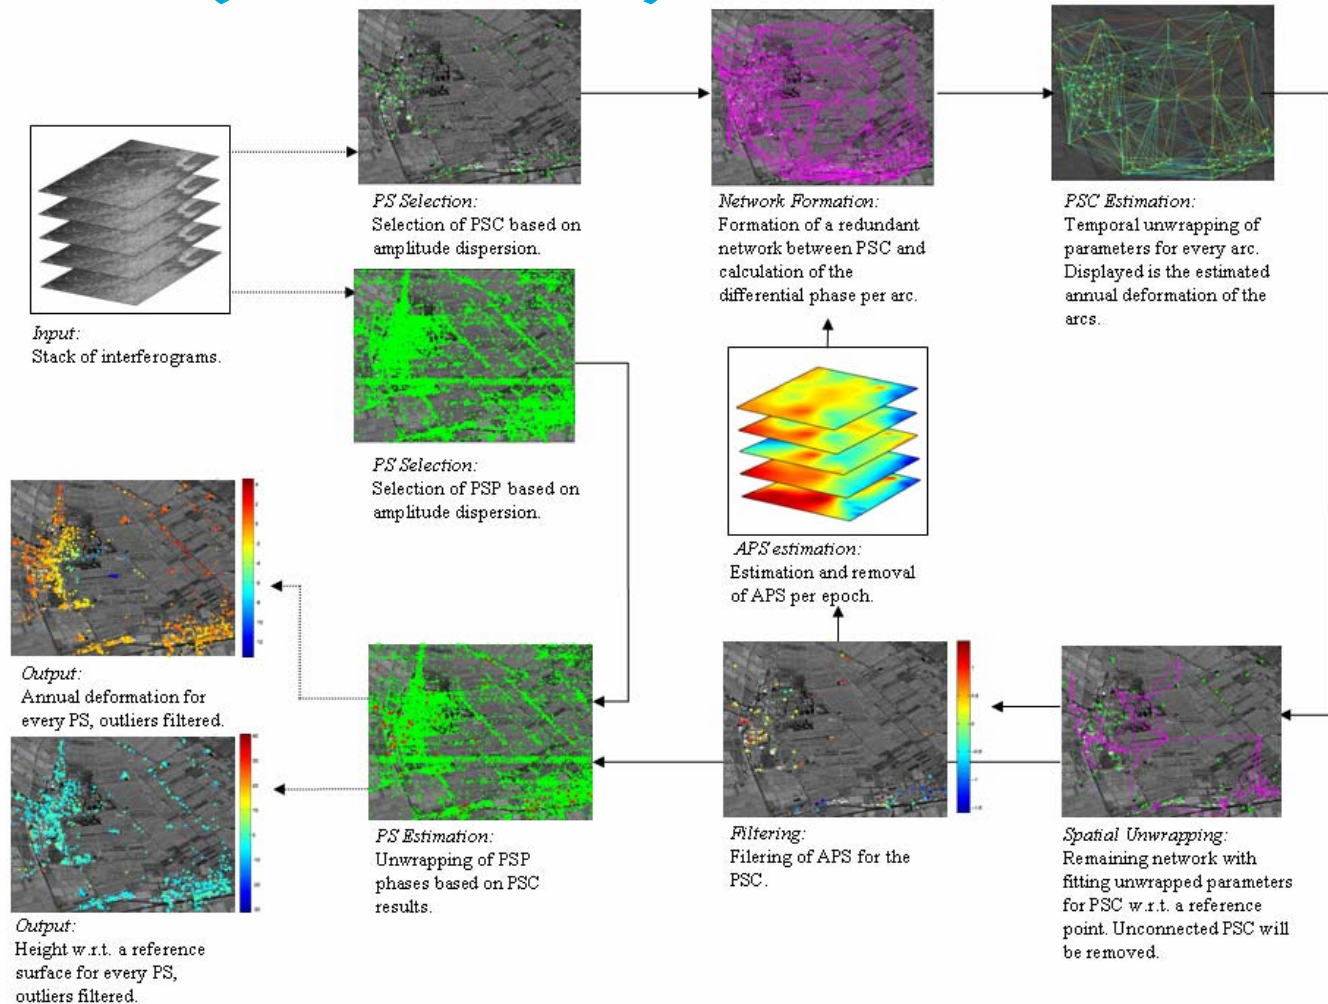 PS Selection:
Selection of PSC based on
amplitude dispersion.
Network Formation:
Formation of a redundant
network between PSC and
calculation of the
differential phase per arc.
PSC Estimation:
Temporal unwrapping of
parameters for every arc.
Displayed is the estimated
annual deformation of the
arcs.
Input:
Stack of interferograms.
PS Selection:
Selection of PSP based on
amplitude dispersion.
APS estimation:
Estimation and removal
of APS per epoch.
Output:
Annual deformation for
every PS, outliers filtered.
PS Estimation:
Unwrapping of PSP
phases based on PSC
results.
Filtering:
Filering of APS for the
PSC.
Spatial Unwrapping:
Remaining network with
fitting unwrapped parameters
for PSC w.r.t. a reference
point. Unconnected PSC will
be removed.
Output:
Height w.r.t. a reference
surface for every PS,
outliers filtered.